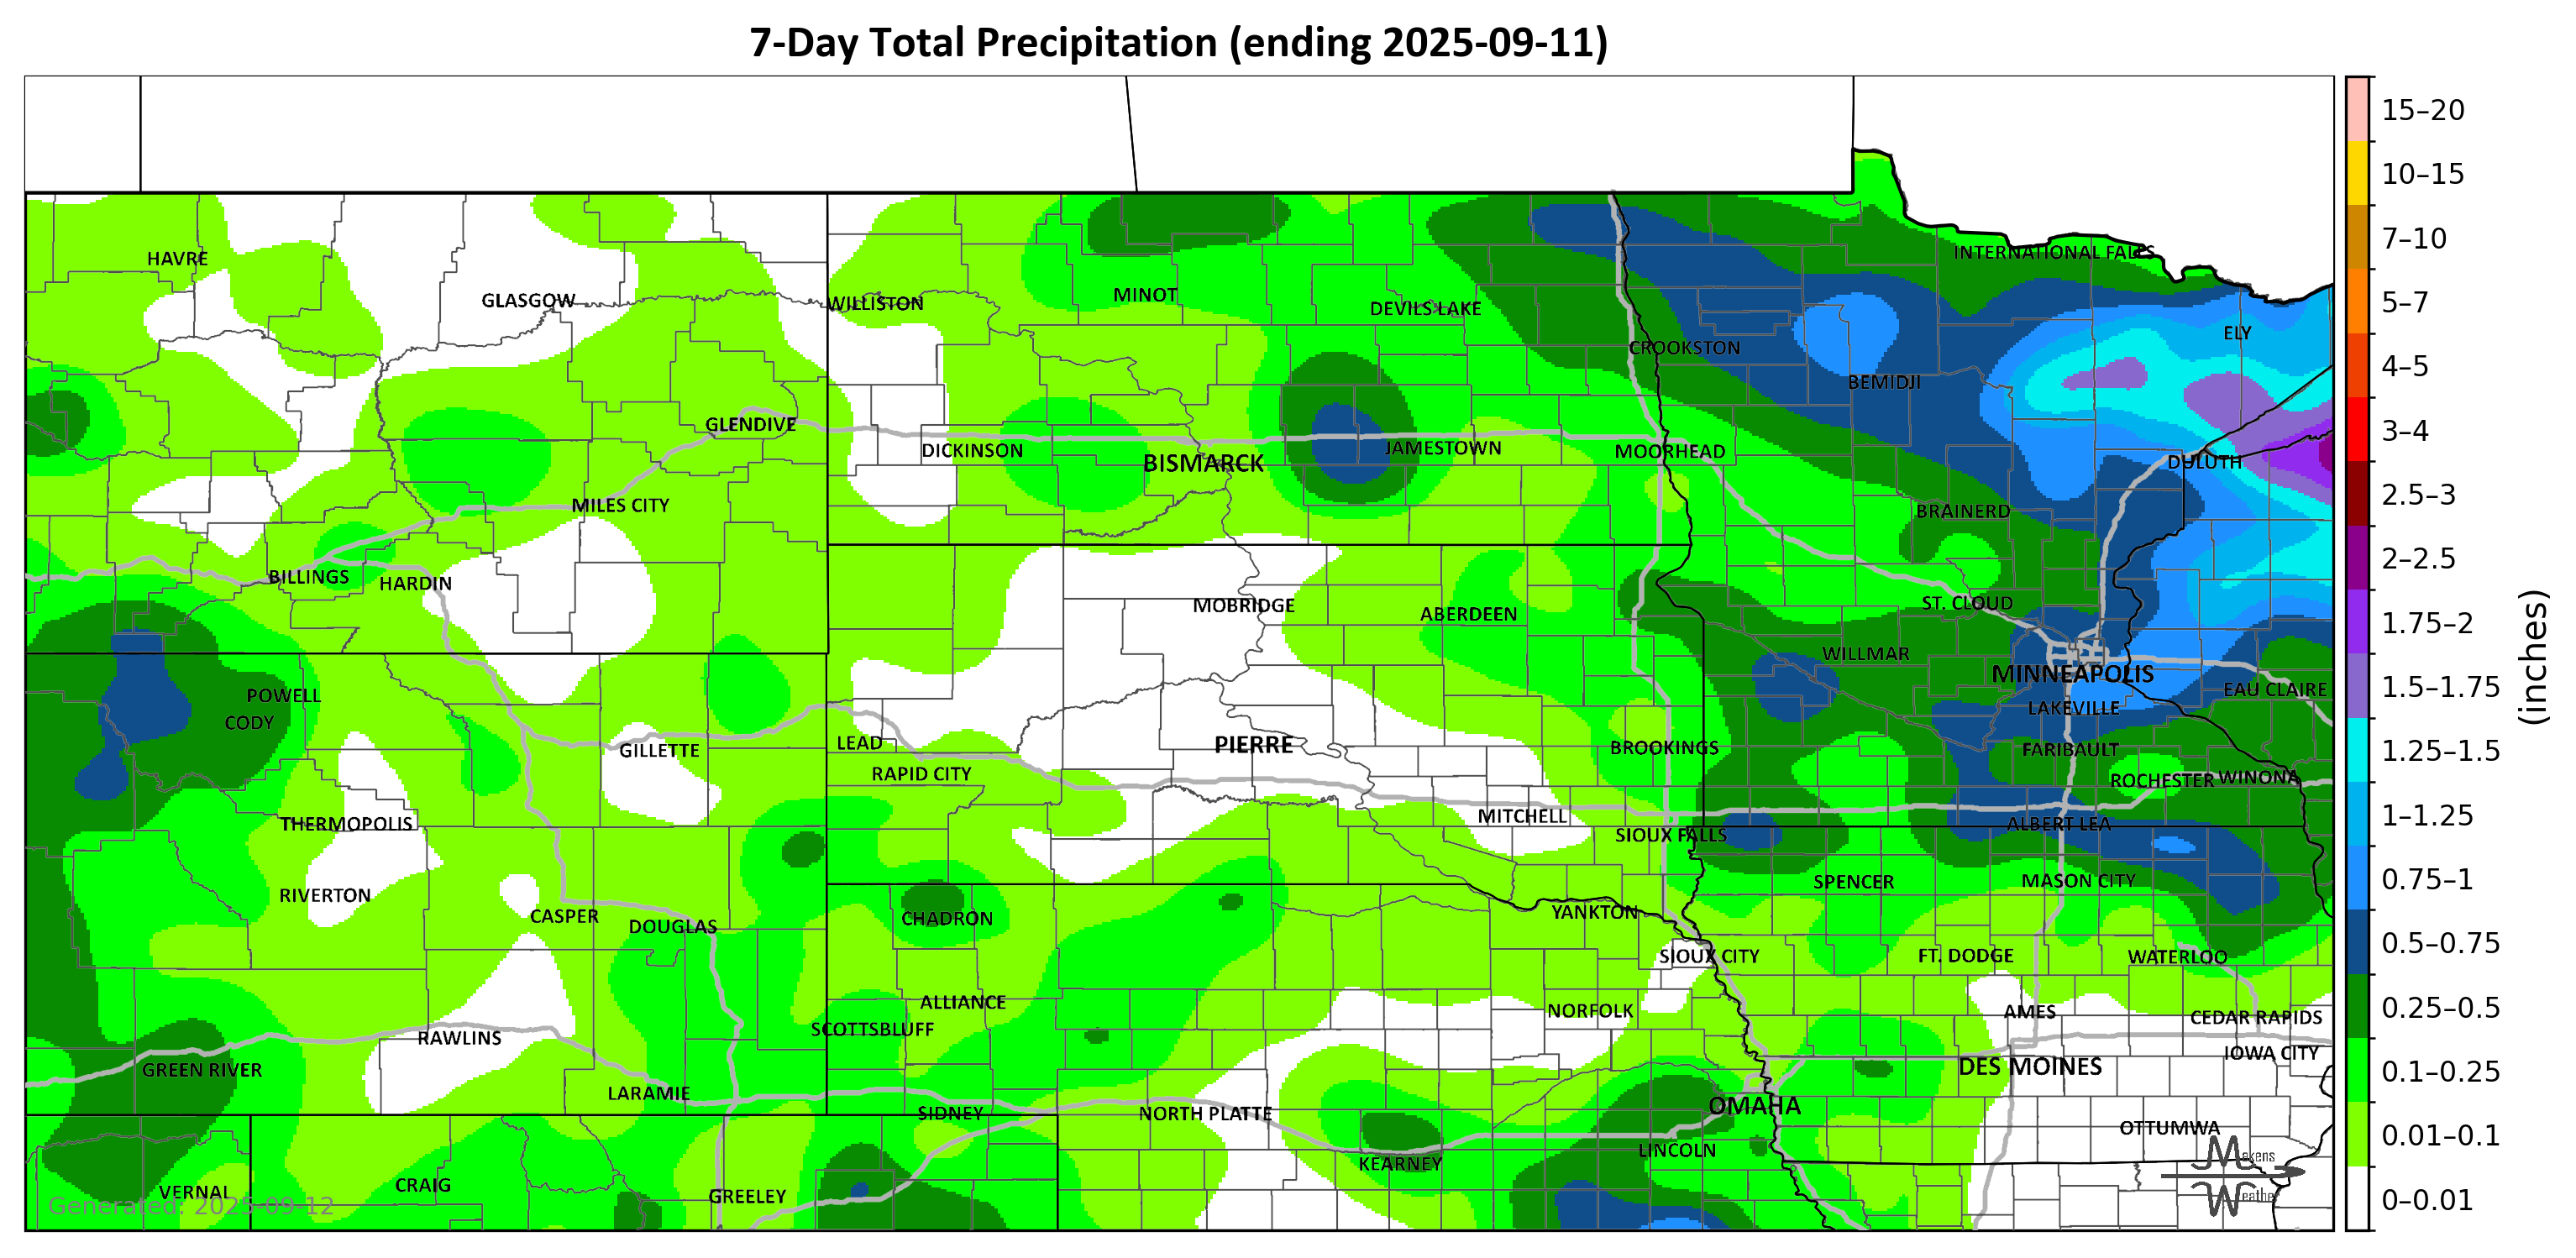 7-Day Total Precipitation (ending 2025-09-11)
15–20
10–15
7–10
5–7
4–5
3–4
2.5–3
2–2.5
1.75–2
1.5–1.75
1.25–1.5
1–1.25
0.75–1
0.5–0.75
0.25–0.5
0.1–0.25
0.01–0.1
0–0.01
(inches)
INTERNATIONAL FALLS
HAVRE
GLASGOW
WILLISTON
MINOT
DEVILS LAKE
ELY
CROOKSTON
BEMIDJI
GLENDIVE
DICKINSON
BISMARCK
JAMESTOWN
MOORHEAD
DULUTH
MILES CITY
BRAINERD
BILLINGS
HARDIN
MOBRIDGE
ABERDEEN
ST. CLOUD
WILLMAR
MINNEAPOLIS
EAU CLAIRE
POWELL
CODY
LAKEVILLE
GILLETTE
LEAD
PIERRE
BROOKINGS
FARIBAULT
RAPID CITY
ROCHESTER
WINONA
THERMOPOLIS
MITCHELL
SIOUX FALLS
ALBERT LEA
RIVERTON
SPENCER
MASON CITY
CASPER
DOUGLAS
CHADRON
YANKTON
SIOUX CITY
FT. DODGE
WATERLOO
ALLIANCE
NORFOLK
AMES
CEDAR RAPIDS
SCOTTSBLUFF
RAWLINS
IOWA CITY
GREEN RIVER
DES MOINES
LARAMIE
SIDNEY
NORTH PLATTE
OMAHA
OTTUMWA
LINCOLN
KEARNEY
VERNAL
CRAIG
GREELEY
Generated: 2025-09-12
Makens
Weather